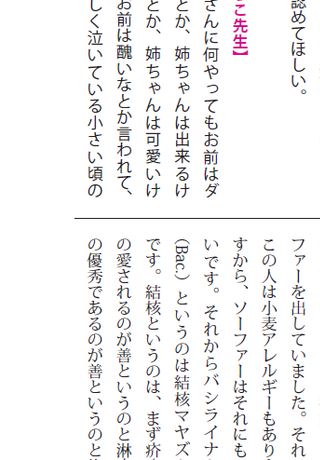 認めてほしい。
こ先生】
さんに何やってもお前はダ
とか、姉ちゃんは出来るけ
とか、姉ちゃんは可愛いけ
お前は醜いなとか言われて、
しく泣いている小さい頃の
ファーを出していました。それ
この人は小麦アレルギーもあり
すから、ソーファーはそれにも
いです。それからバシライナ
（Bac.）というのは結核マヤズ
です。結核というのは、まず疥
の愛されるのが善というのと淋
の優秀であるのが善というのと